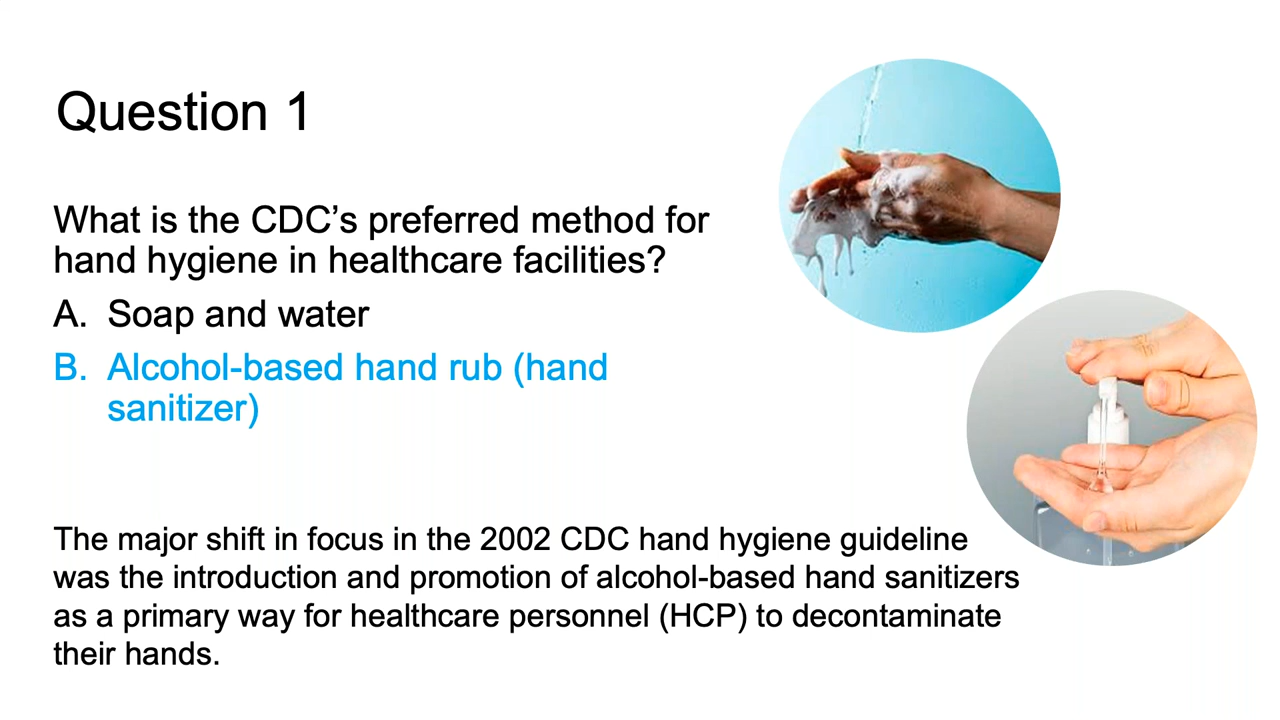 Question 1
What is the CDC’s preferred method for
hand hygiene in healthcare facilities?
A. Soap and water
B. Alcohol-based hand rub (hand
sanitizer)
The major shift in focus in the 2002 CDC hand hygiene guideline
was the introduction and promotion of alcohol-based hand sanitizers
as a primary way for healthcare personnel (HCP) to decontaminate
their hands.